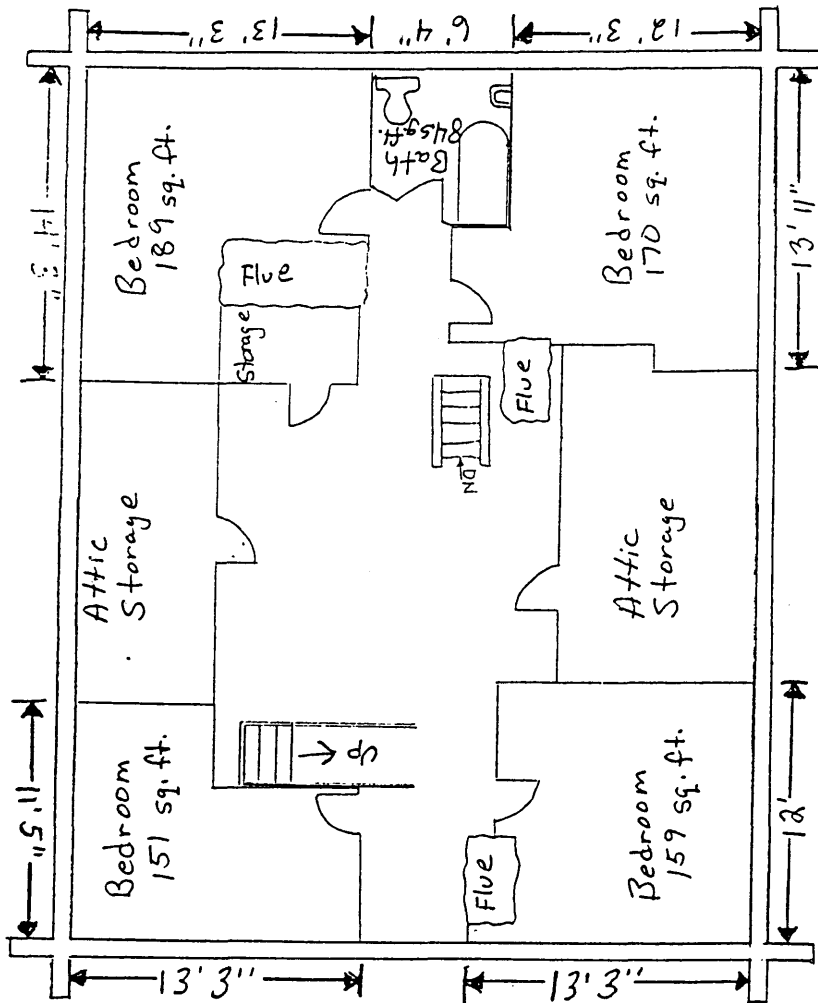 13'3"
6'4"
12'3"
14'3"
Bedroom
189 sq. ft.
Bath
84 sq.
ft.
Bedroom
170 sq. ft.
13'11"
Flue
Storage
Flue
DN
Attic
Storage
Attic
Storage
11'5"
Bedroom
151 sq. ft.
Up
Bedroom
159 sq. ft.
12'
Flue
13'3"
13'3"